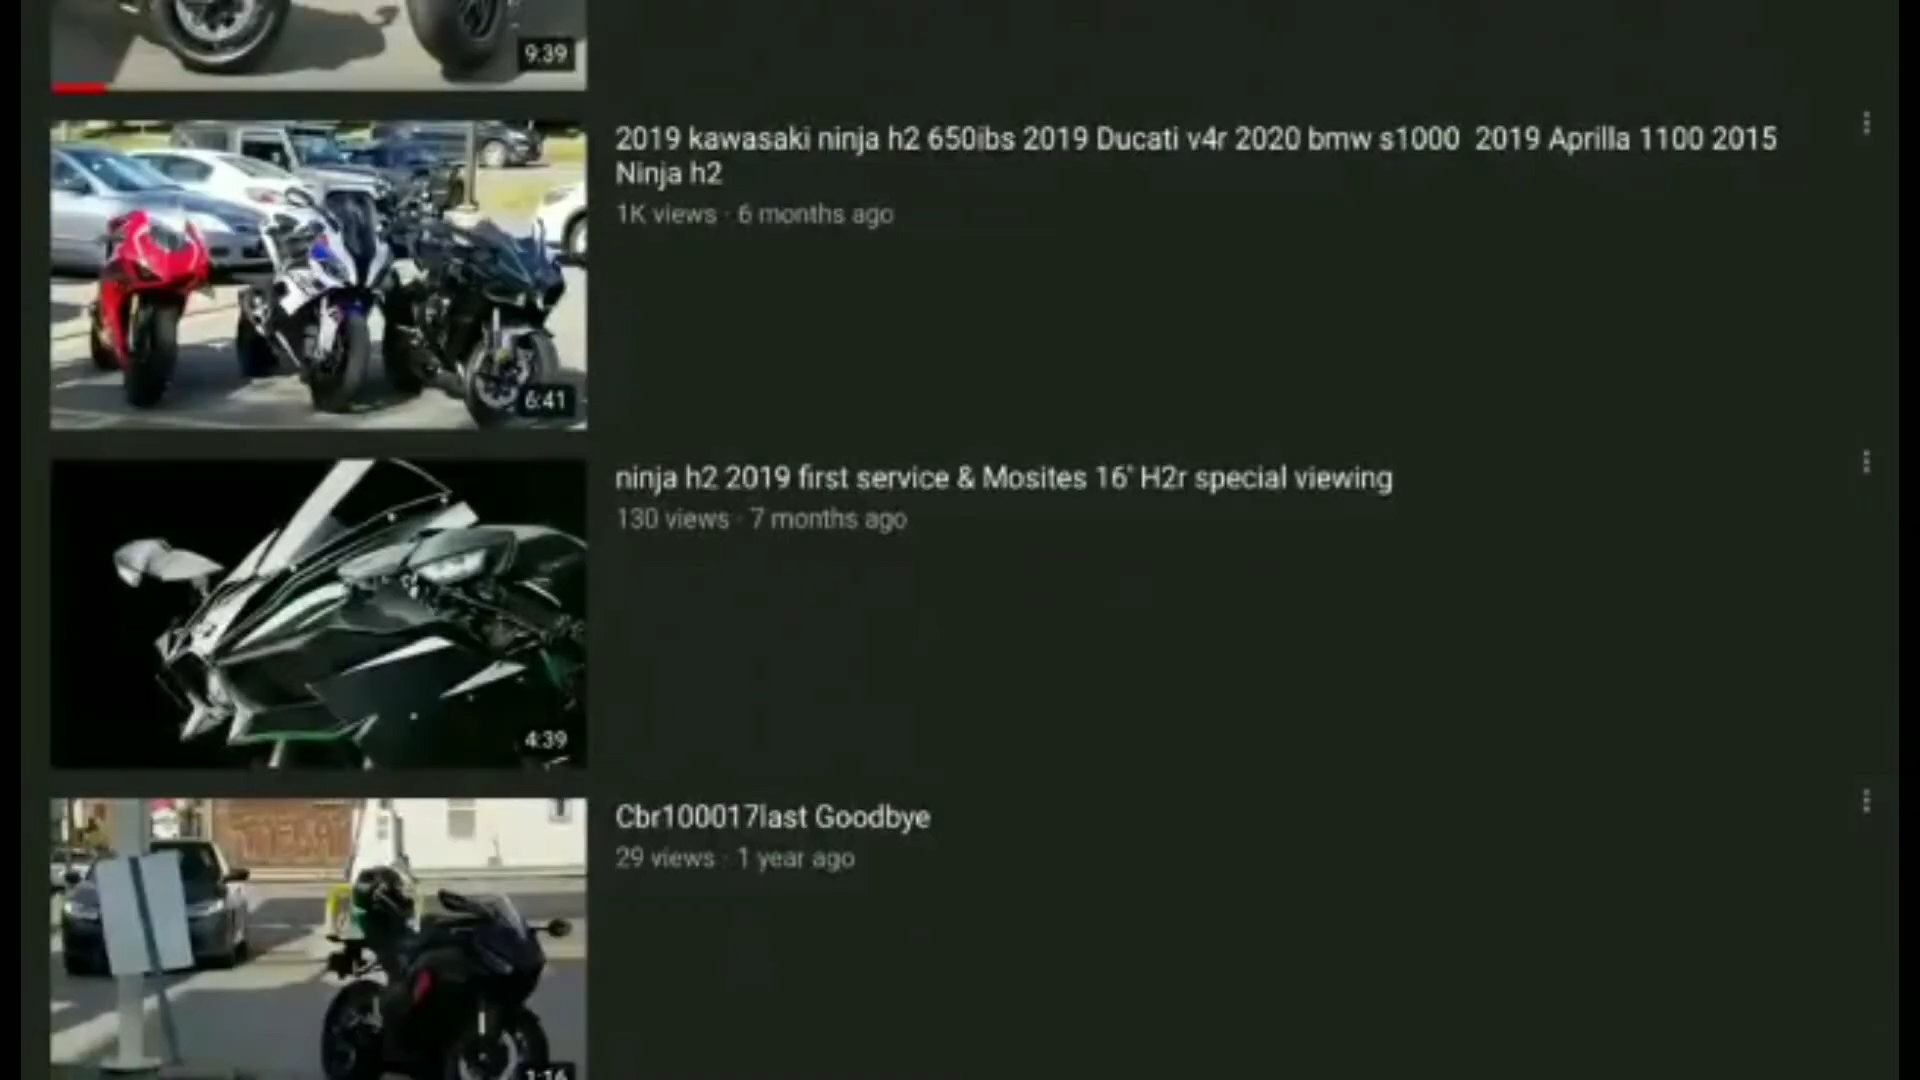 9:39
2019 kawasaki ninja h2 650ibs 2019 Ducati v4r 2020 bmw s1000 2019 Aprilla 1100 2015
Ninja h2
1K views · 6 months ago
6:41
ninja h2 2019 first service & Mosites 16' H2r special viewing
130 views · 7 months ago
4:39
Cbr100017last Goodbye
29 views · 1 year ago
1:16